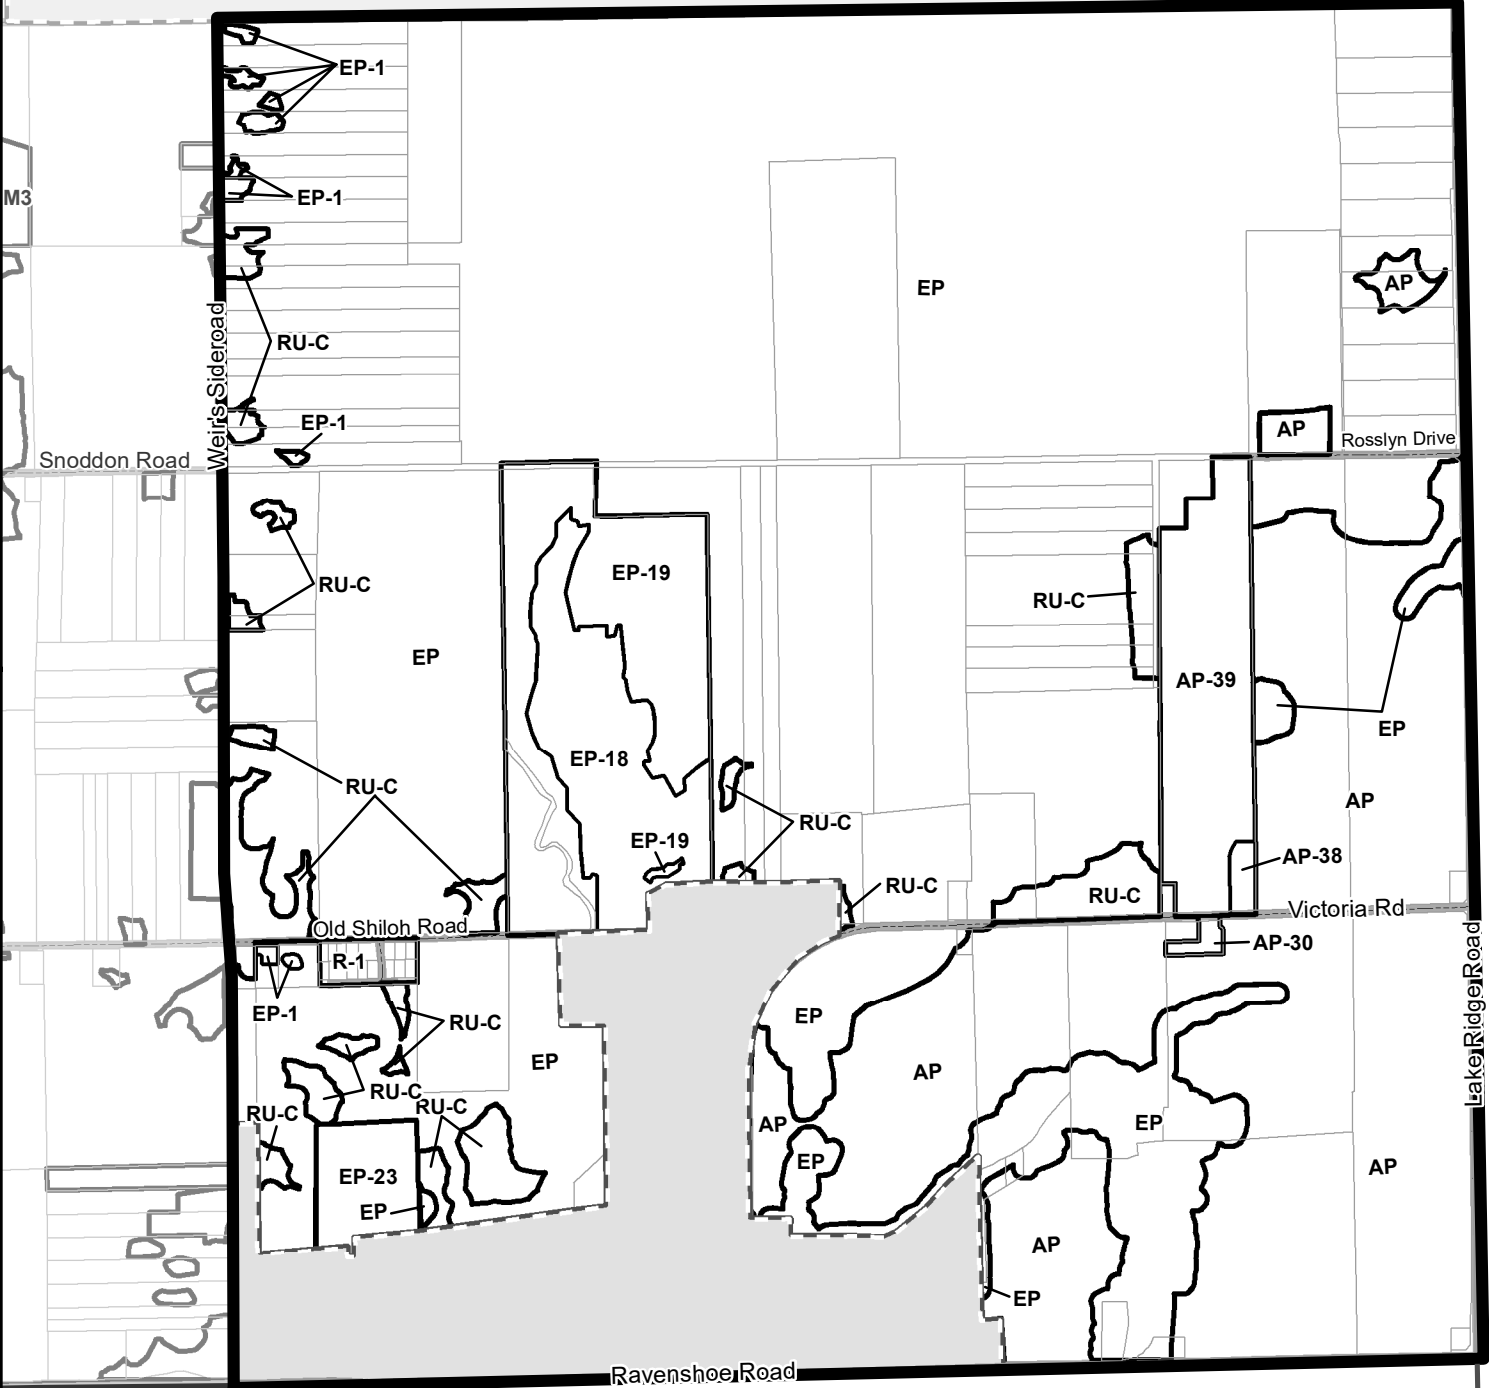 EP-1
M3
EP-1
EP
AP
Weir's Sideroad
RU-C
EP-1
AP
Rosslyn Drive
Snoddon Road
EP-19
RU-C
RU-C
EP
AP-39
EP
EP-18
RU-C
AP
RU-C
EP-19
AP-38
RU-C
RU-C
Victoria Rd
Old Shiloh Road
AP-30
R-1
Lake Ridge Road
EP-1
EP
RU-C
EP
AP
RU-C
RU-C
RU-C
AP
EP
EP
AP
EP-23
EP
AP
EP
Ravenshoe Road